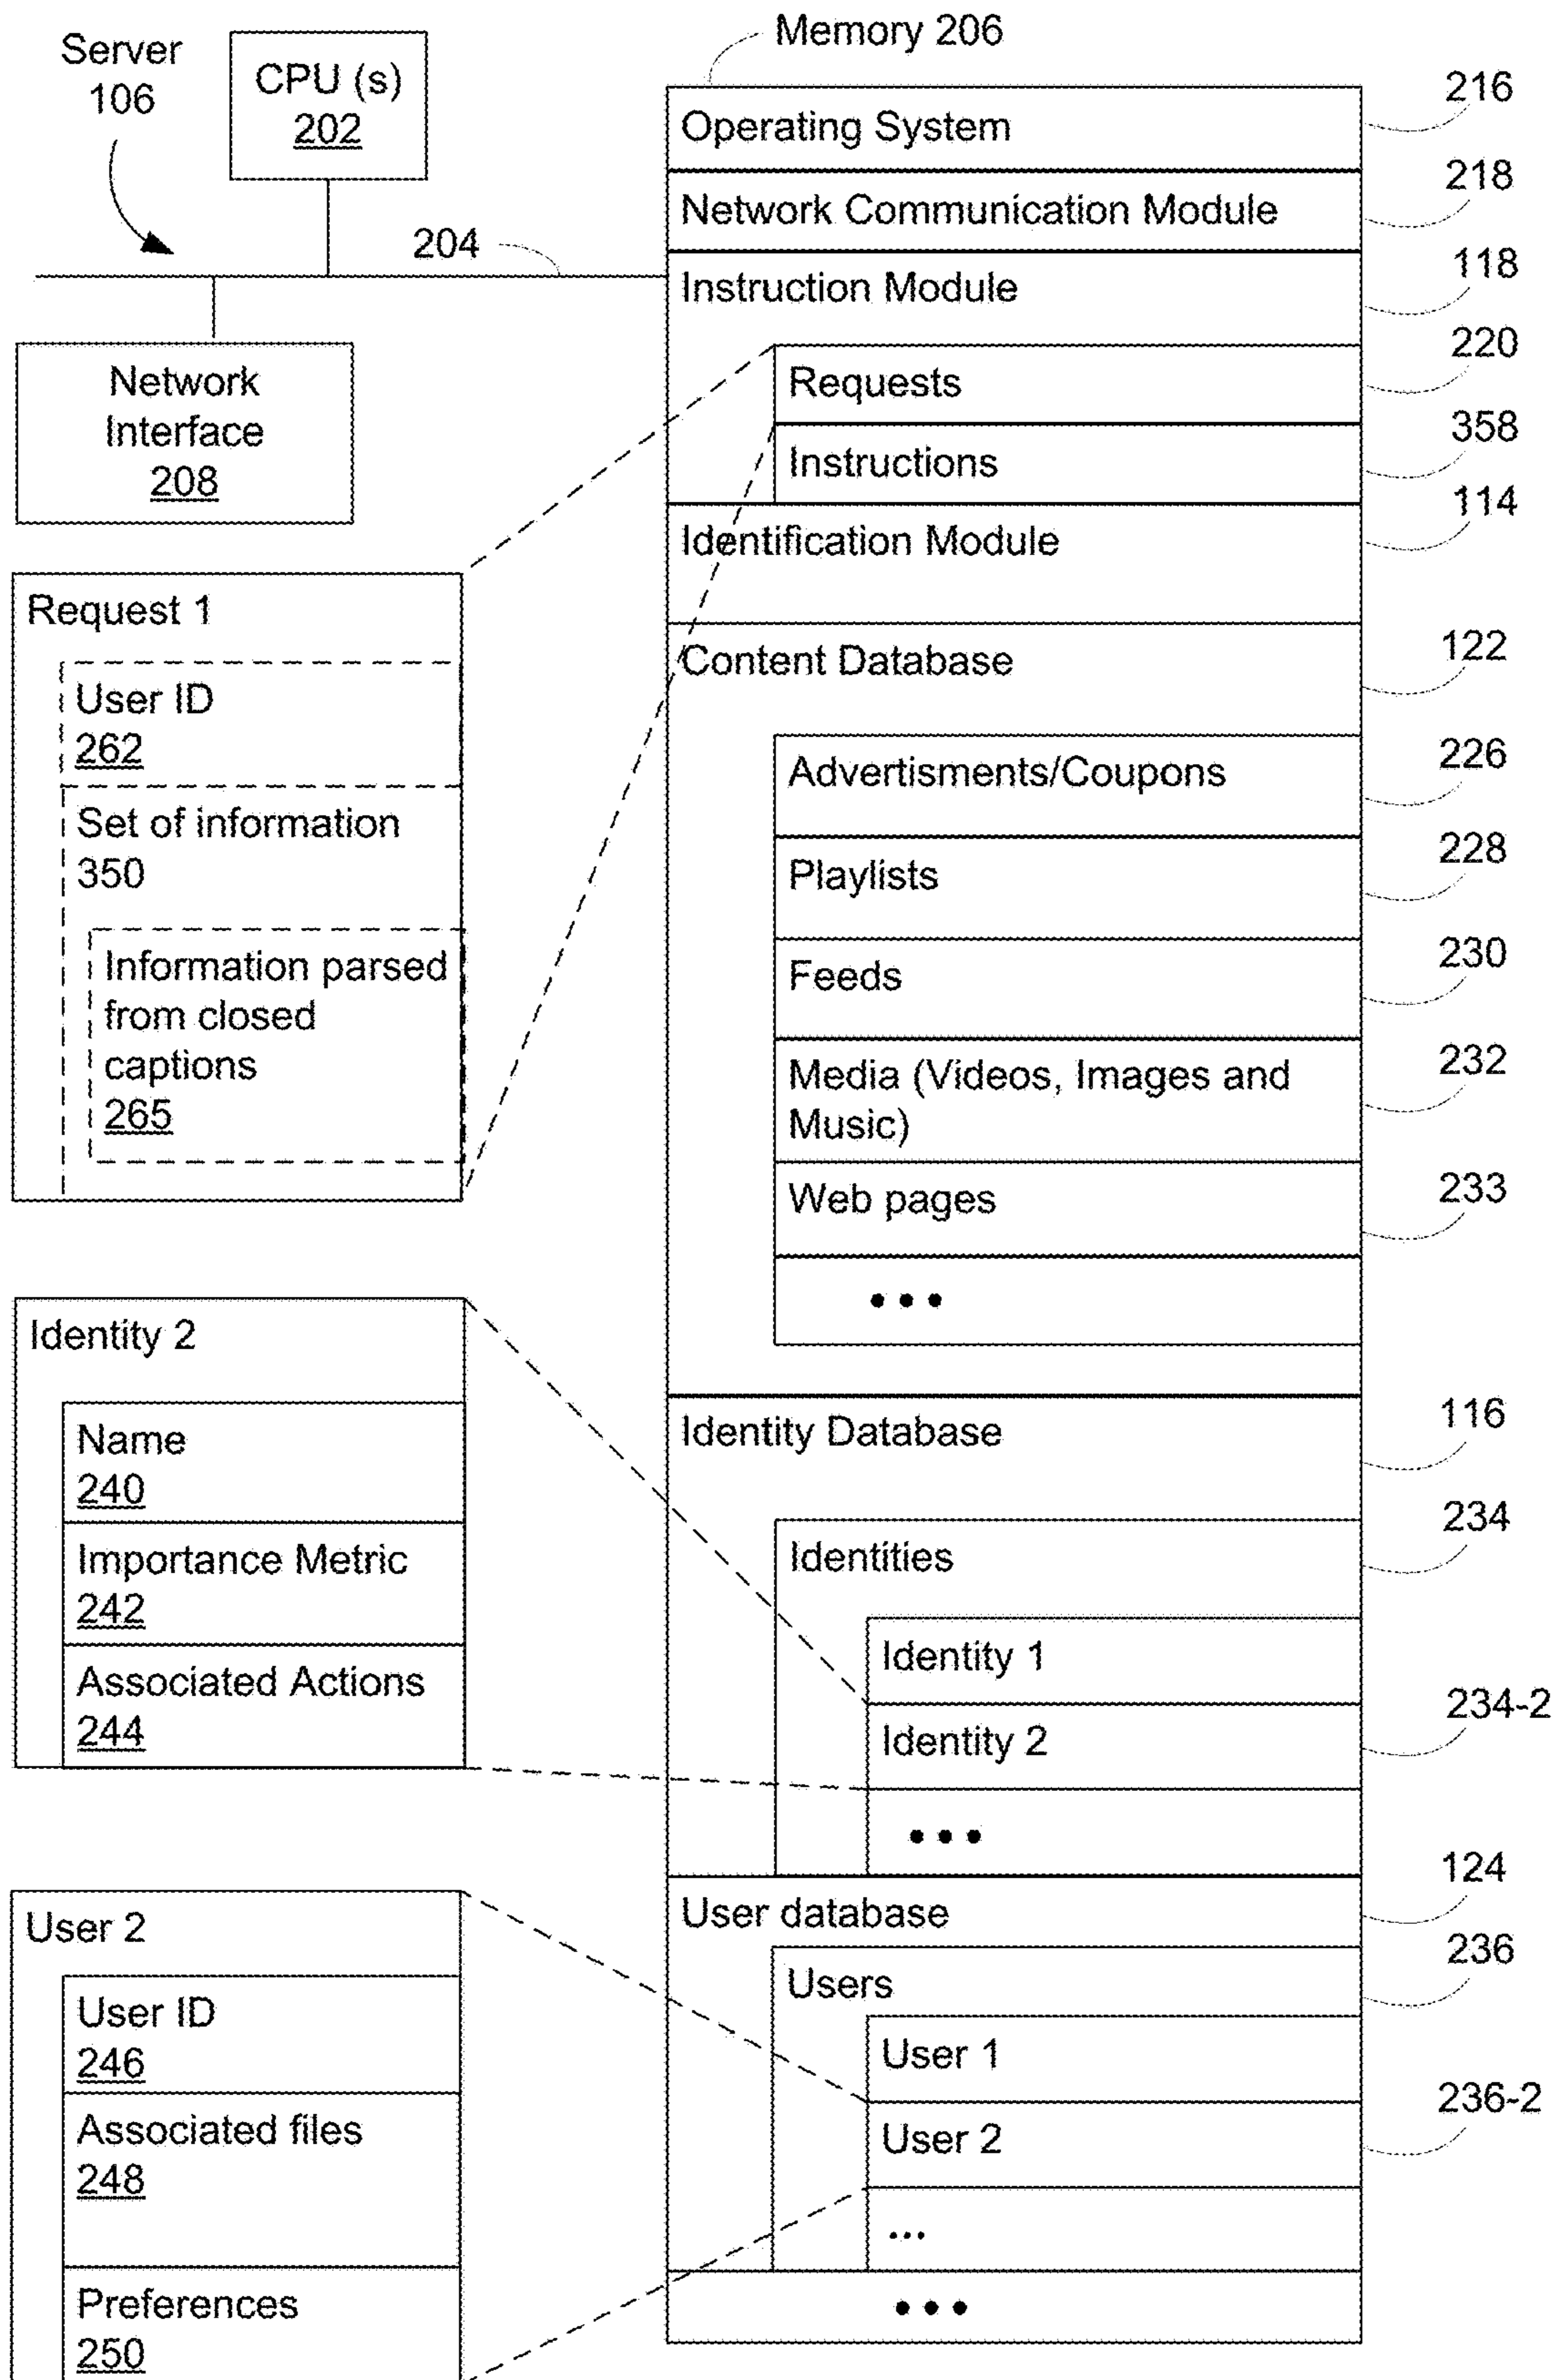 Server
106
CPU (s)
202
204
Network
Interface
208
Memory 206
Operating System
216
Network Communication Module
218
Instruction Module
118
Requests
220
Instructions
358
Identification Module
114
Content Database
122
Advertisments/Coupons
226
Playlists
228
Feeds
230
Media (Videos, Images and
Music)
232
Web pages
233
•••
Identity Database
116
Identities
234
Identity 1
Identity 2
234-2
•••
User database
124
Users
236
User 1
User 2
236-2
...
•••
Request 1
User ID
262
Set of information
350
Information parsed
from closed
captions
265
Identity 2
Name
240
Importance Metric
242
Associated Actions
244
User 2
User ID
246
Associated files
248
Preferences
250